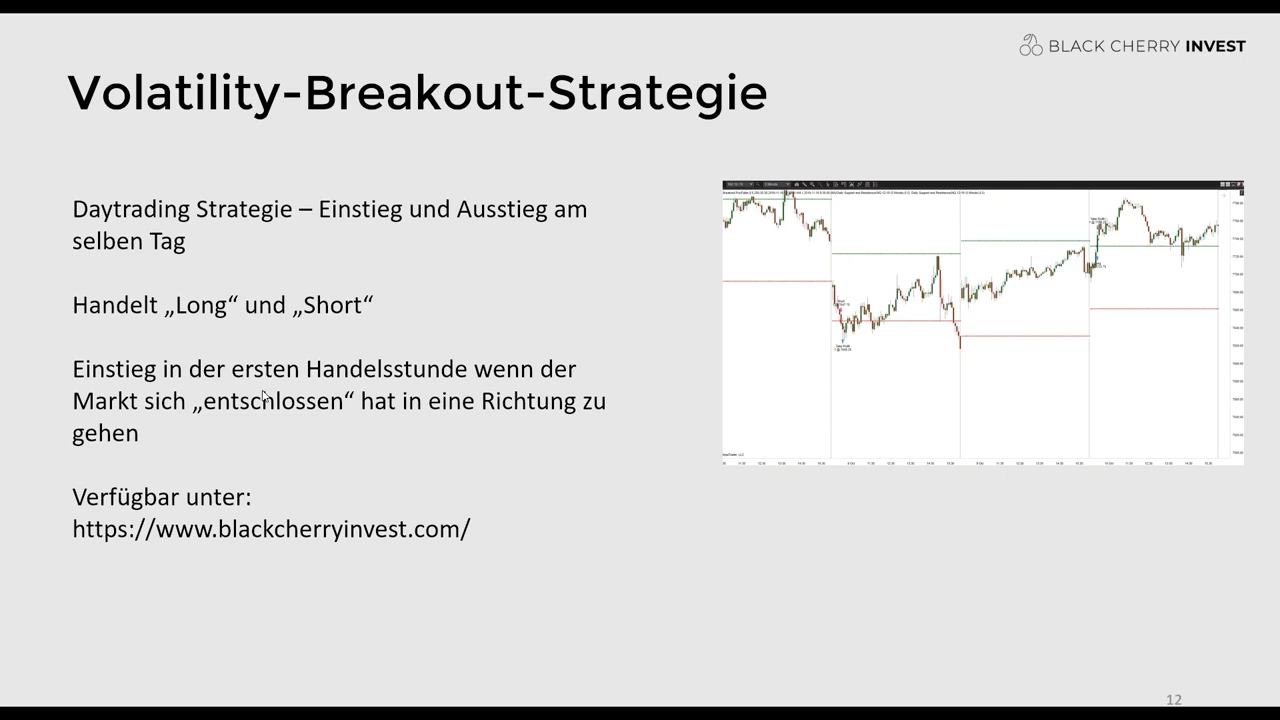 BLACK CHERRY INVEST
Volatility-Breakout-Strategie
Daytrading Strategie – Einstieg und Ausstieg am
selben Tag
Handelt „Long“ und „Short“
Einstieg in der ersten Handelsstunde wenn der
Markt sich „entschlossen“ hat in eine Richtung zu
gehen
Verfügbar unter:
https://www.blackcherryinvest.com/
12